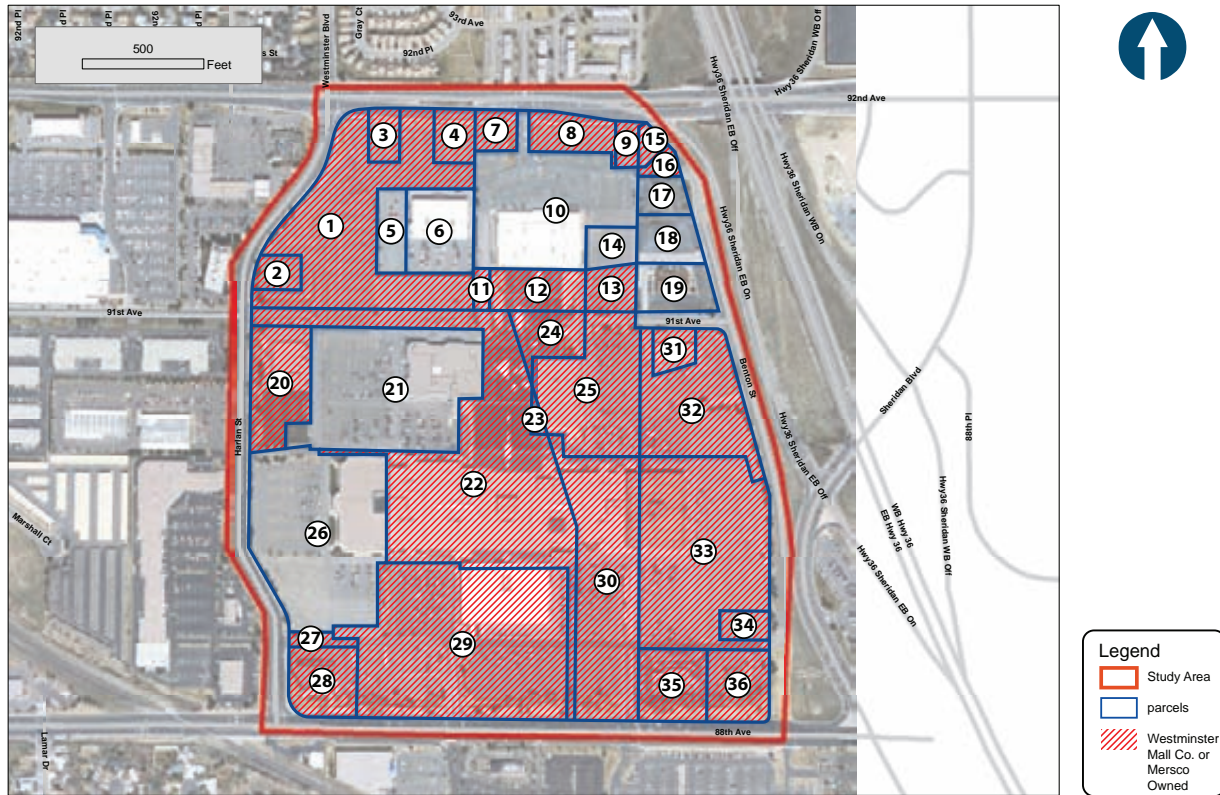 92nd Pl
92n
d Pl
s St
500
Feet
Westminster Blvd
Gray Ct
93rd Ave
92nd Pl
Hwy36 Sheridan WB Off
92nd Ave
Hwy36 Sheridan EB Off
Hwy36 Sheridan WB On
Hwy36 Sheridan EB On
3
4
7
8
9
15
16
17
10
1
5
6
14
18
2
11
12
13
19
91st Ave
91st Ave
24
31
20
21
25
23
32
Benton St
Harlan St
Sheridan Blvd
88th Pl
Hwy36 Sheridan EB Off
22
26
Marshall Ct
WB Hwy 36
EB Hwy 36
Hwy36 Sheridan WB Off
Hwy36 Sheridan EB On
33
30
34
27
29
28
35
36
88th Ave
Lamar Dr
Legend
Study Area
parcels
Westminster
Mall Co. or
Mersco
Owned